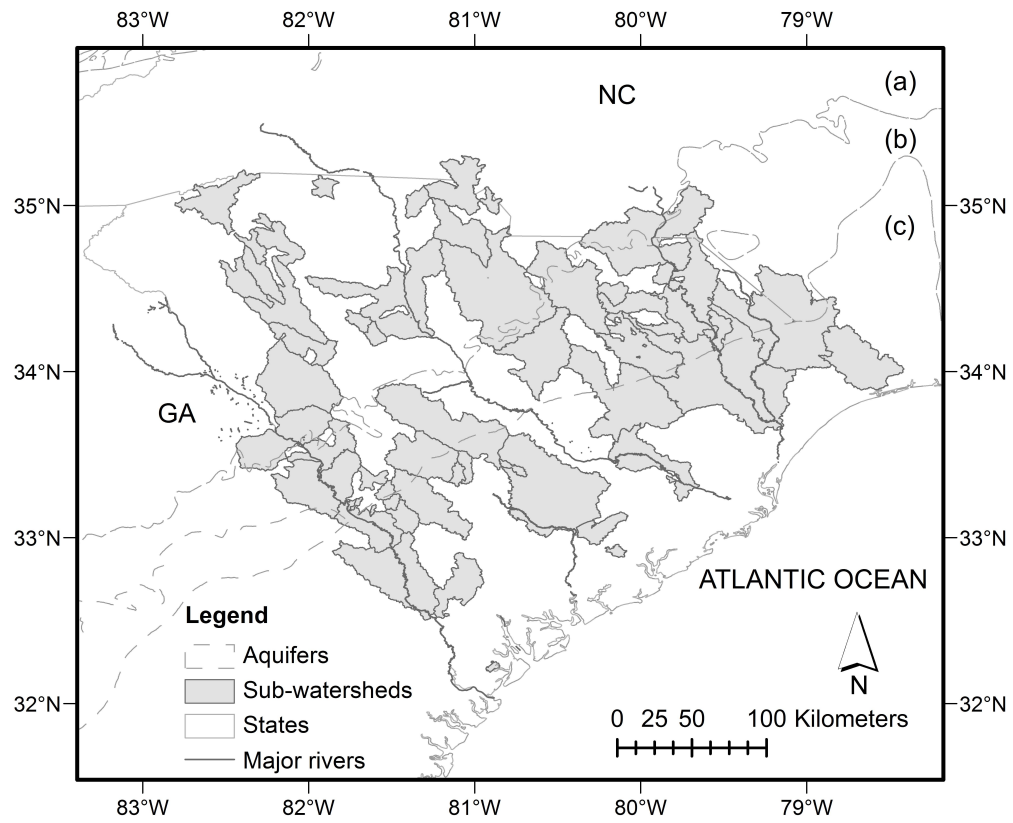 83°W 82°W 81°W 80°W 79°W
NC
(a)
(b)
35°N 35°N
(c)
34°N 34°N
GA
33°N 33°N
ATLANTIC OCEAN
Legend
Aquifers
Sub-watersheds
N
32°N 32°N
States
0 25 50 100 Kilometers
Major rivers
83°W 82°W 81°W 80°W 79°W